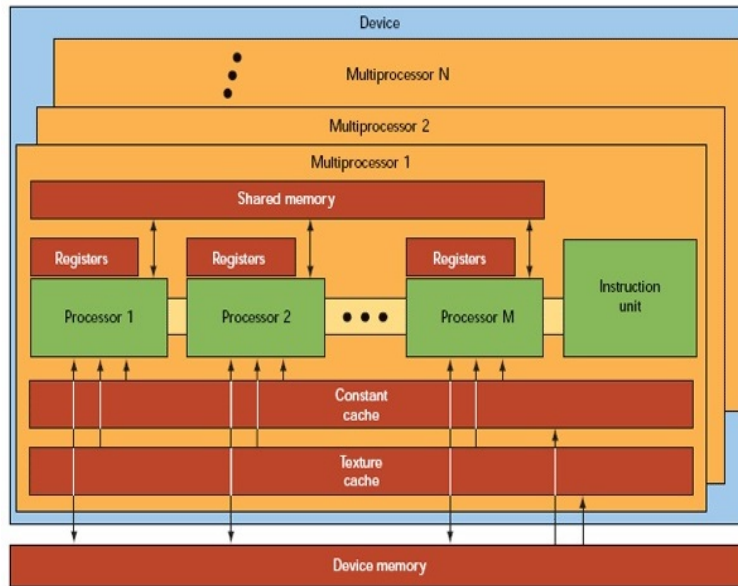 Device
Multiprocessor N
Multiprocessor 2
Multiprocessor 1
Shared memory
Registers
Registers
Registers
Processor 1
Processor 2
Processor M
Instruction
unit
Constant
cache
Texture
cache
Device memory